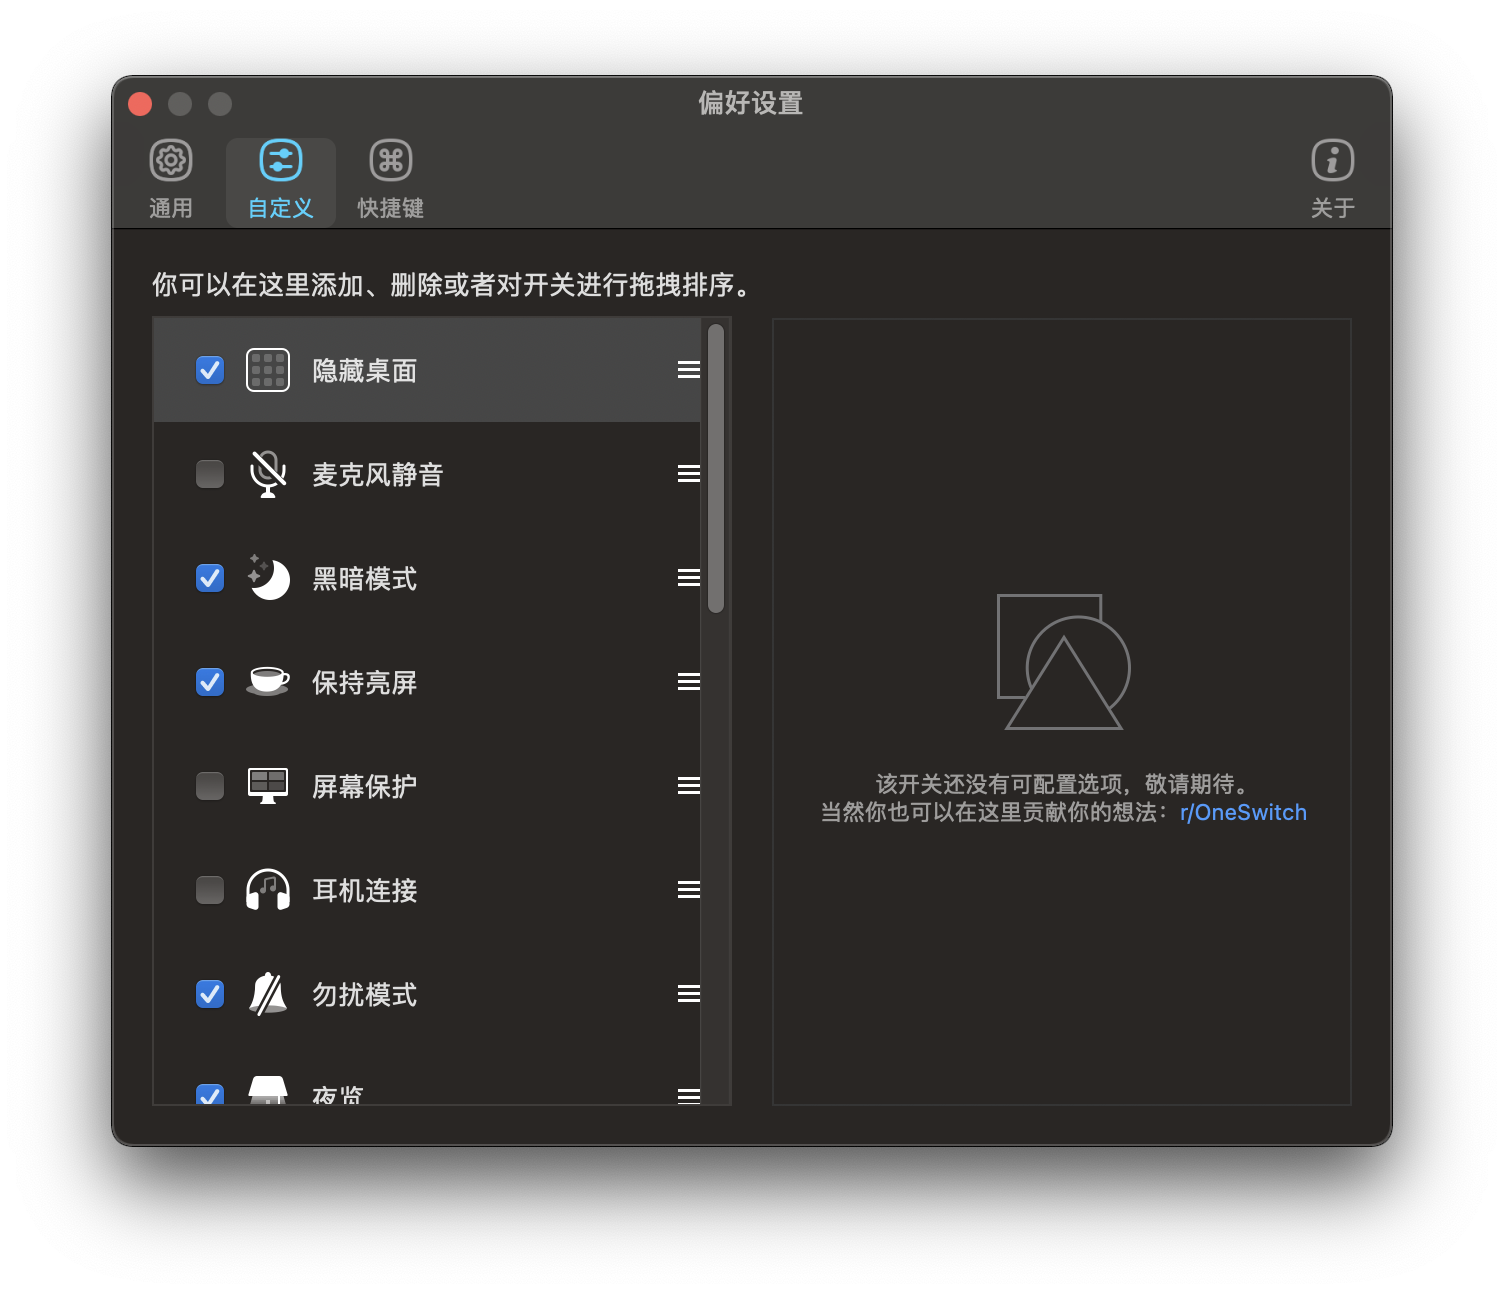 偏好设置
通用
自定义
快捷键
关于
你可以在这里添加、删除或者对开关进行拖拽排序。
隐藏桌面
麦克风静音
黑暗模式
保持亮屏
屏幕保护
耳机连接
勿扰模式
夜览
该开关还没有可配置选项，敬请期待。
当然你也可以在这里贡献你的想法：r/OneSwitch